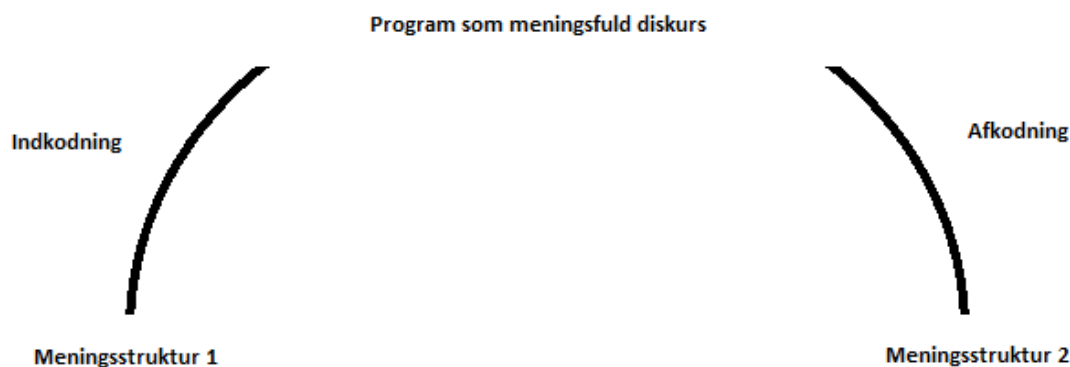 Program som meningsfuld diskurs
Indkodning
Afkodning
Meningsstruktur 1
Meningsstruktur 2